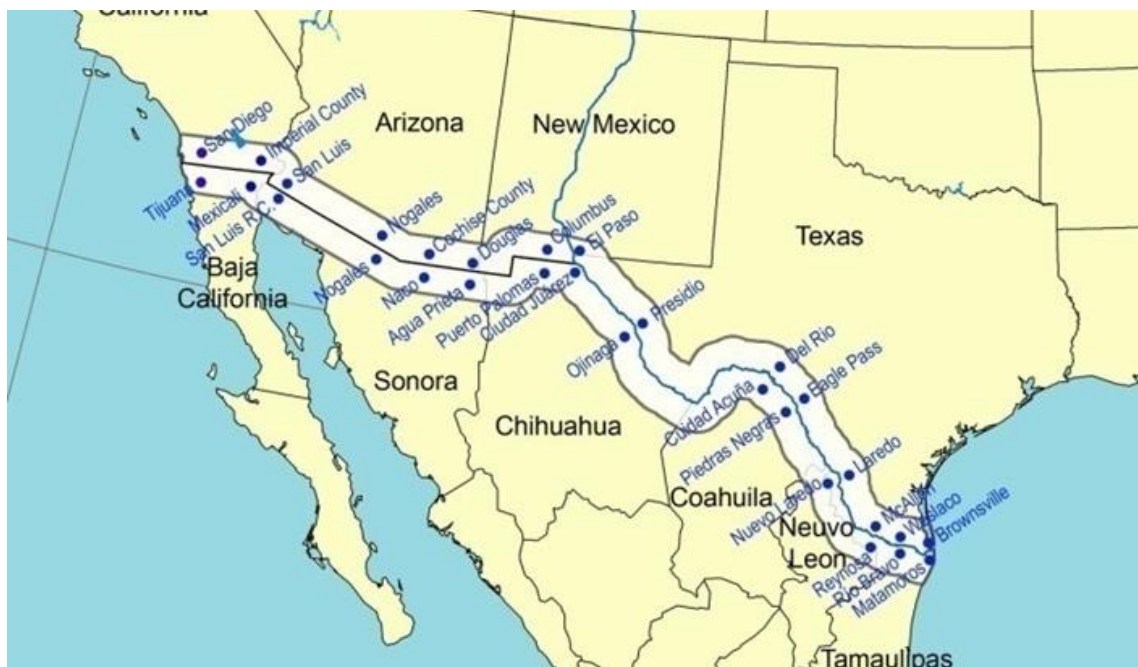 California
San Diego
Imperial County
San Luis
Arizona
New Mexico
Texas
Tijuana
Mexicali
San Luis R.C.
Baja
California
Nogales
Cochise County
Douglas
Columbus
El Paso
Nogales
Naco
Agua Prieta
Puerto Palomas
Ciudad Juárez
Sonora
Chihuahua
Presidio
Ojinaga
Del Rio
Eagle Pass
Cuidad Acuña
Piedras Negras
Coahuila
Laredo
Nuevo Laredo
Neuvo
Leon
McAllen
Weslaco
Brownsville
Reynosa
Río Bravo
Matamoros
Tamaulipas